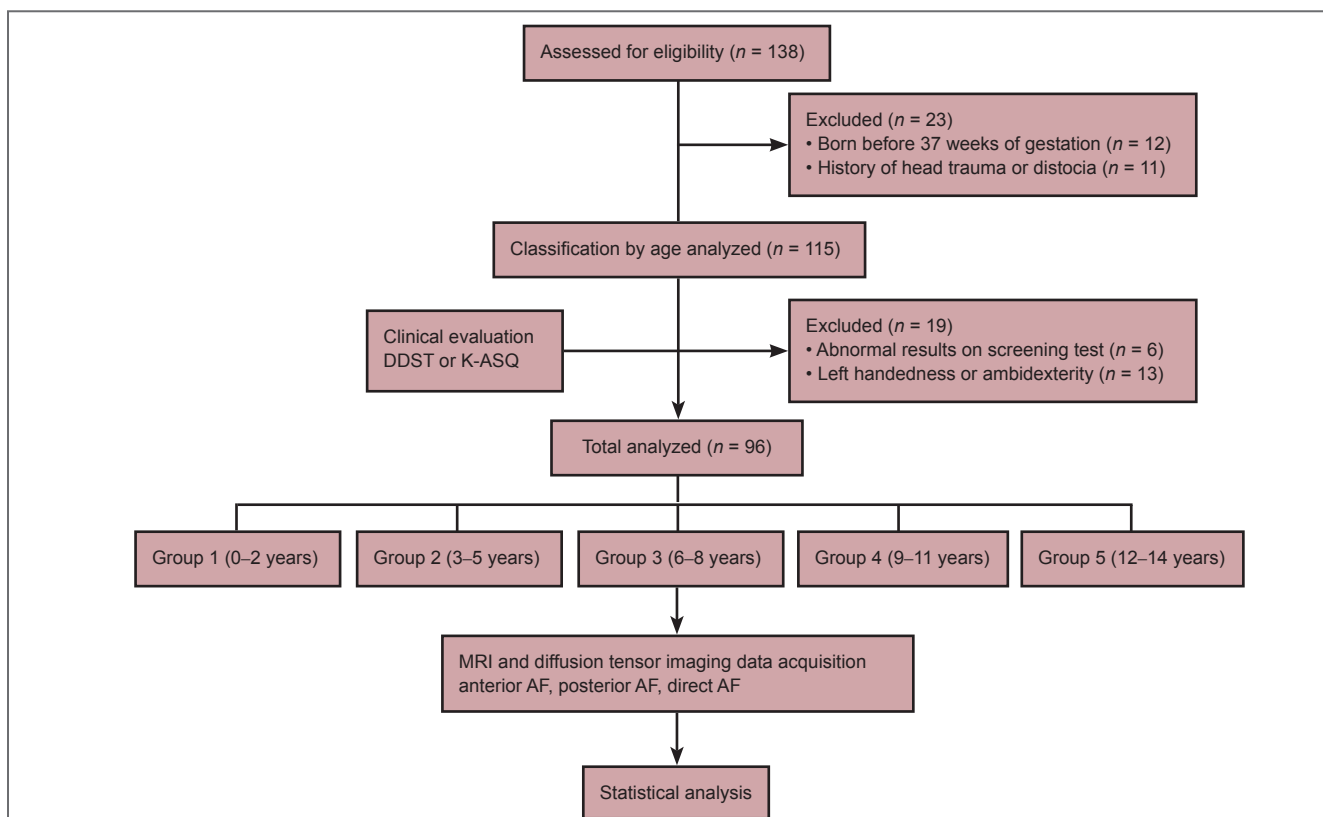 Assessed for eligibility (n = 138)
Excluded (n = 23)
• Born before 37 weeks of gestation (n = 12)
• History of head trauma or distocia (n = 11)
Classification by age analyzed (n = 115)
Clinical evaluation
DDST or K-ASQ
Excluded (n = 19)
• Abnormal results on screening test (n = 6)
• Left handedness or ambidexterity (n = 13)
Total analyzed (n = 96)
Group 1 (0–2 years)
Group 2 (3–5 years)
Group 3 (6–8 years)
Group 4 (9–11 years)
Group 5 (12–14 years)
MRI and diffusion tensor imaging data acquisition
anterior AF, posterior AF, direct AF
Statistical analysis